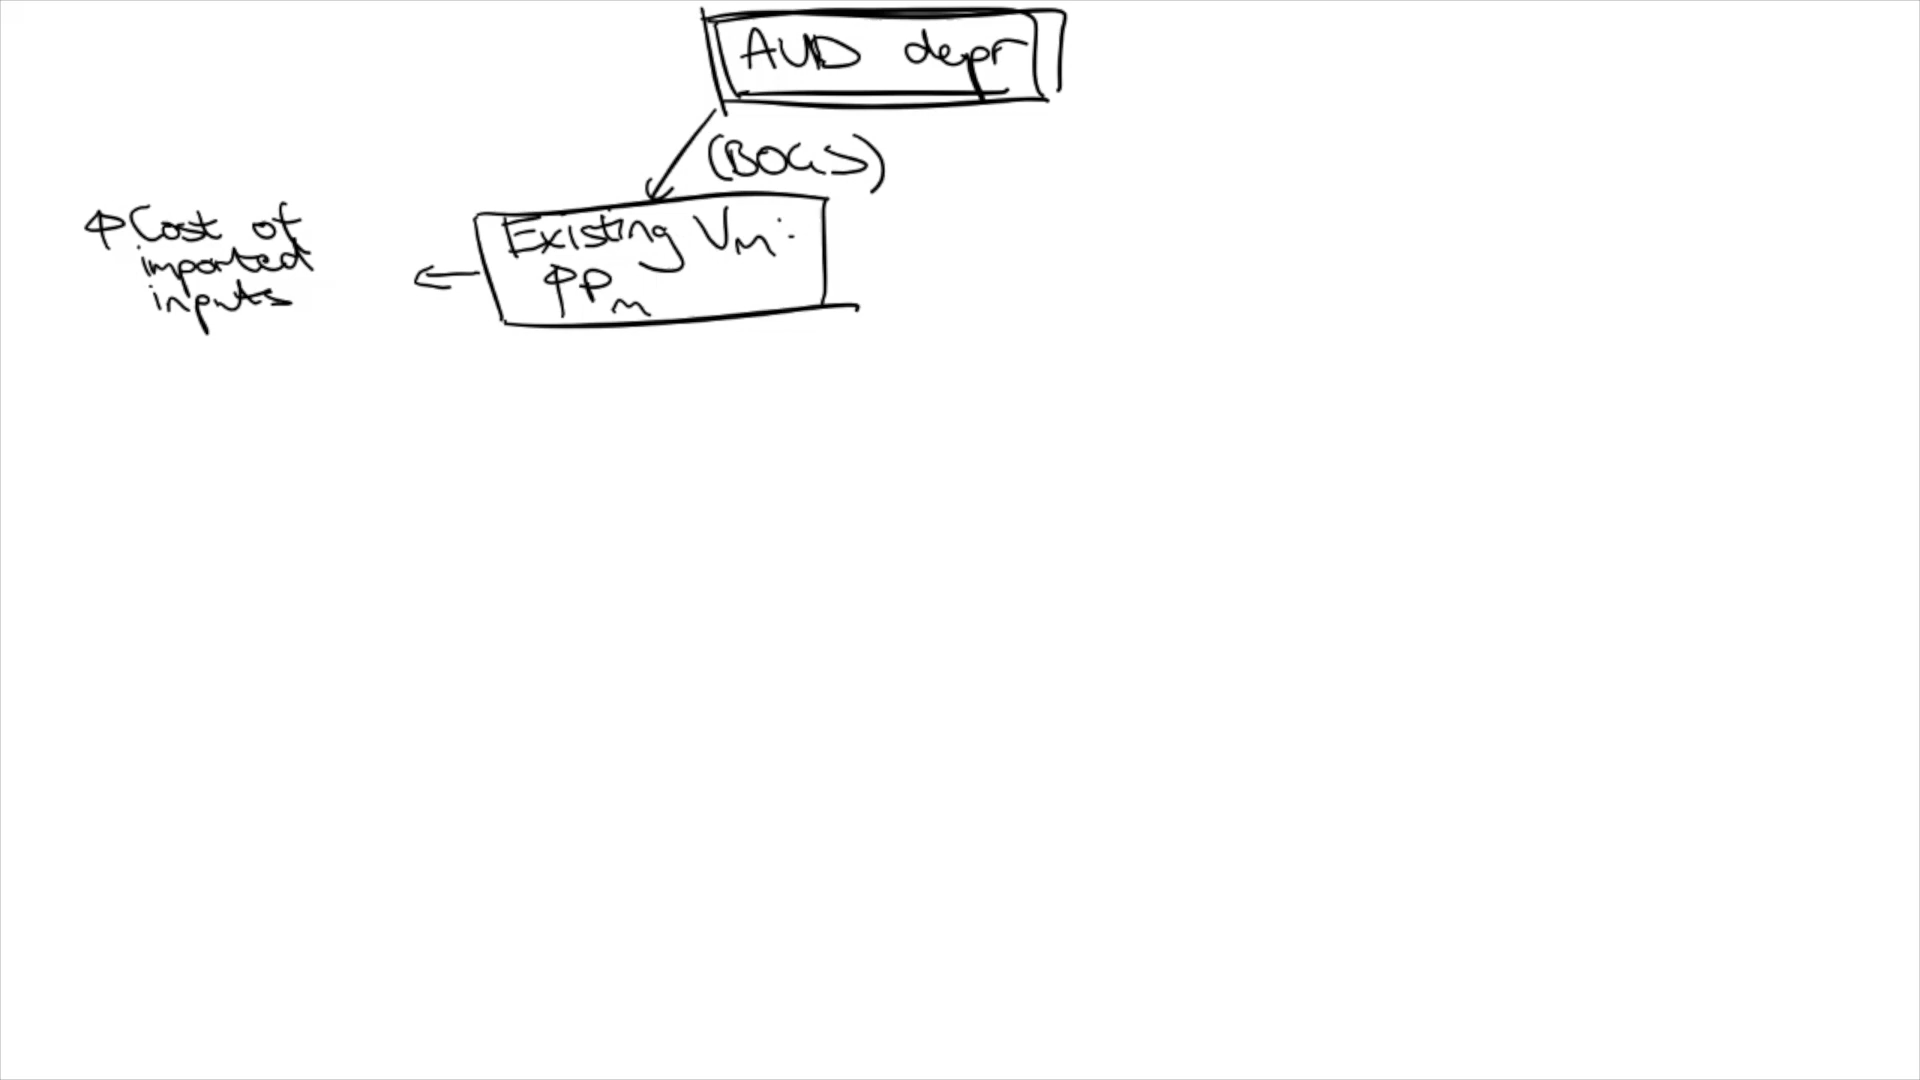 AUD depr
(BOGS)
↑Cost of
imported
inputs
Existing Vm:
↑Pm